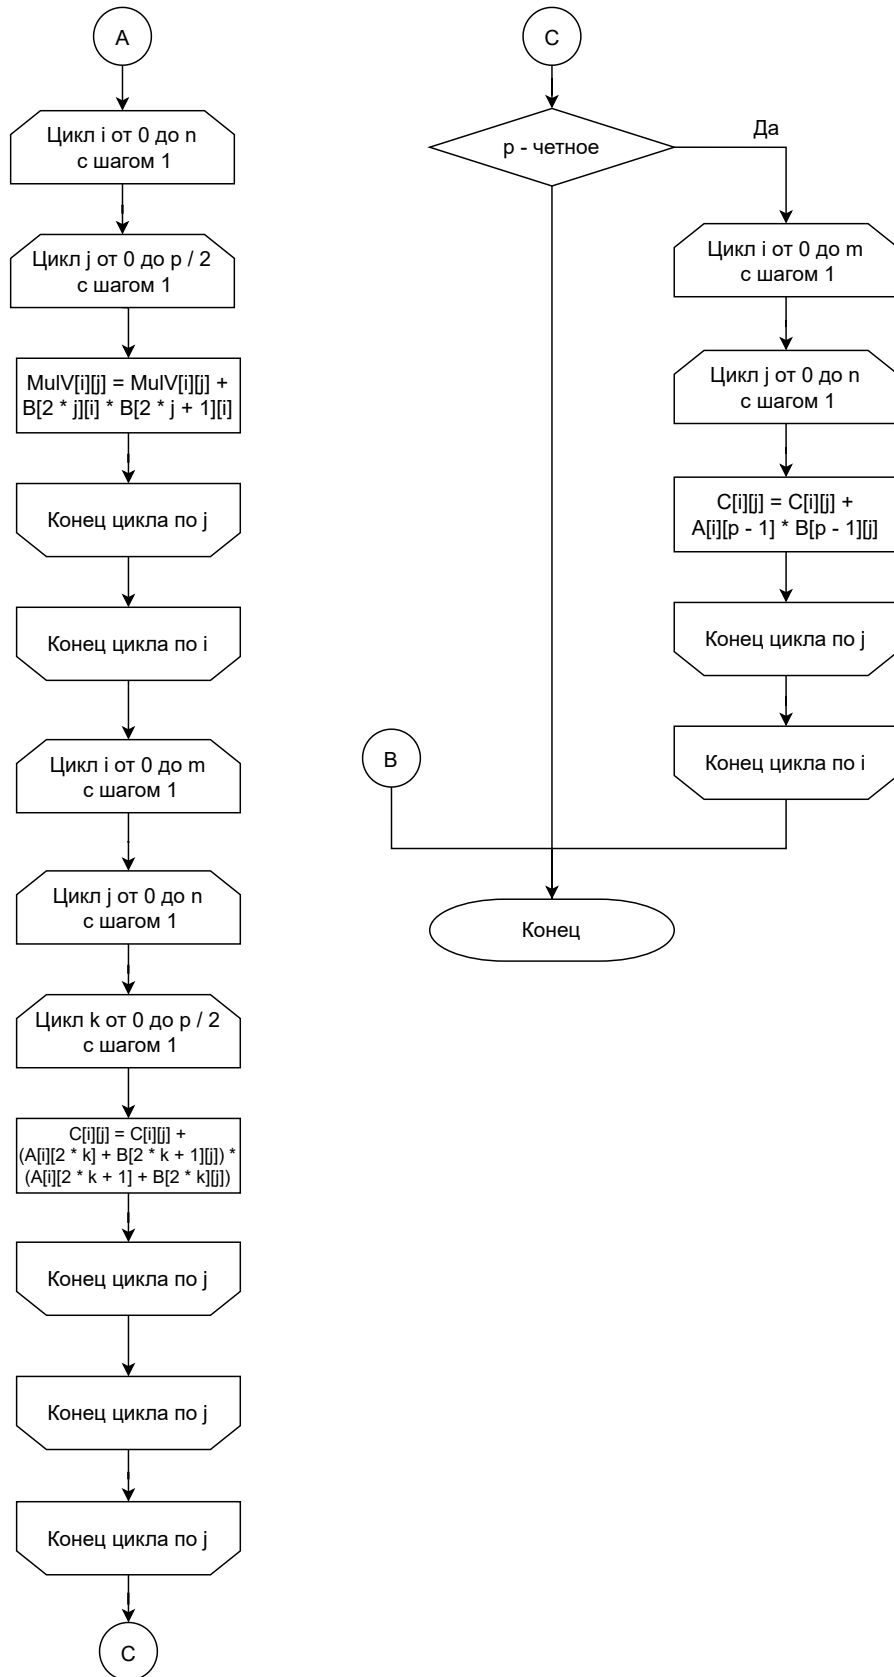 A
Цикл i от 0 до n
с шагом 1
Цикл j от 0 до p / 2
с шагом 1
MulV[i][j] = MulV[i][j] +
B[2 * j][i] * B[2 * j + 1][i]
Конец цикла по j
Конец цикла по i
Цикл i от 0 до m
с шагом 1
Цикл j от 0 до n
с шагом 1
Цикл k от 0 до p / 2
с шагом 1
C[i][j] = C[i][j] +
(A[i][2 * k] + B[2 * k + 1][j]) *
(A[i][2 * k + 1] + B[2 * k][j])
Конец цикла по j
Конец цикла по j
Конец цикла по j
C
C
p - четное
Да
Цикл i от 0 до m
с шагом 1
Цикл j от 0 до n
с шагом 1
C[i][j] = C[i][j] +
A[i][p - 1] * B[p - 1][j]
Конец цикла по j
Конец цикла по i
B
Конец